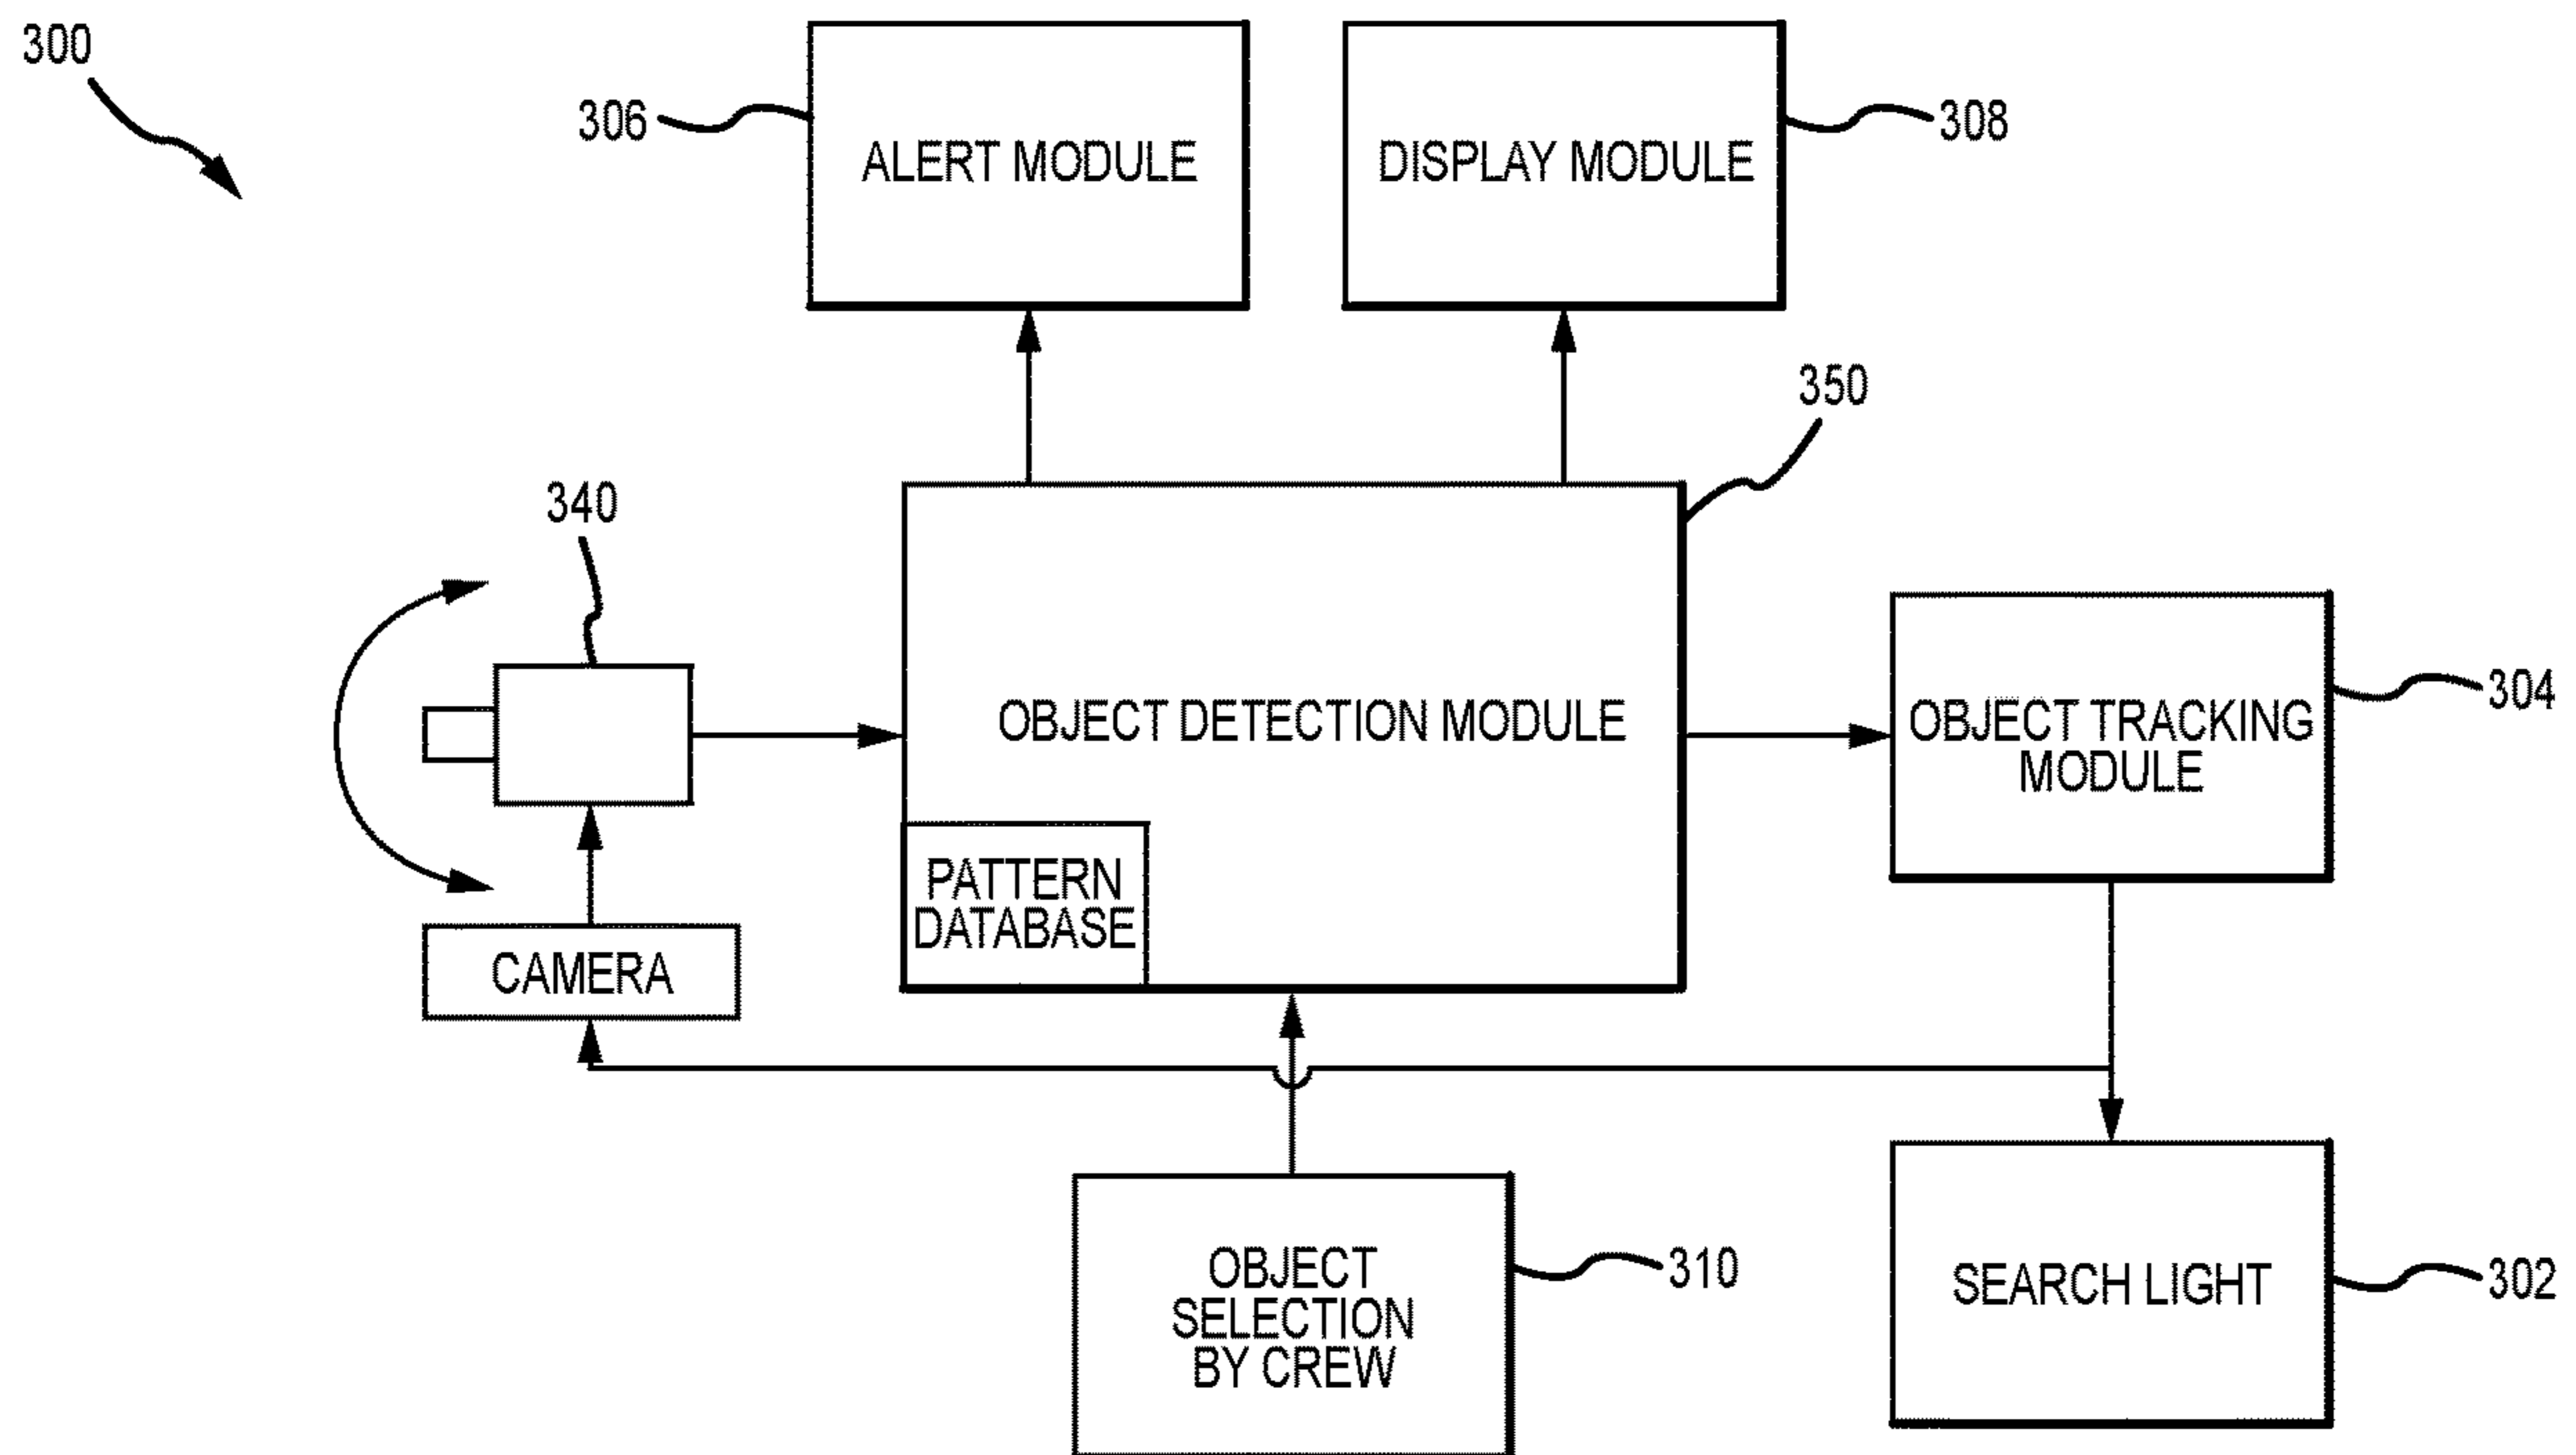 300
306
ALERT MODULE
DISPLAY MODULE
308
350
340
OBJECT DETECTION MODULE
OBJECT TRACKING
MODULE
304
PATTERN
DATABASE
CAMERA
OBJECT
SELECTION
BY CREW
310
SEARCH LIGHT
302